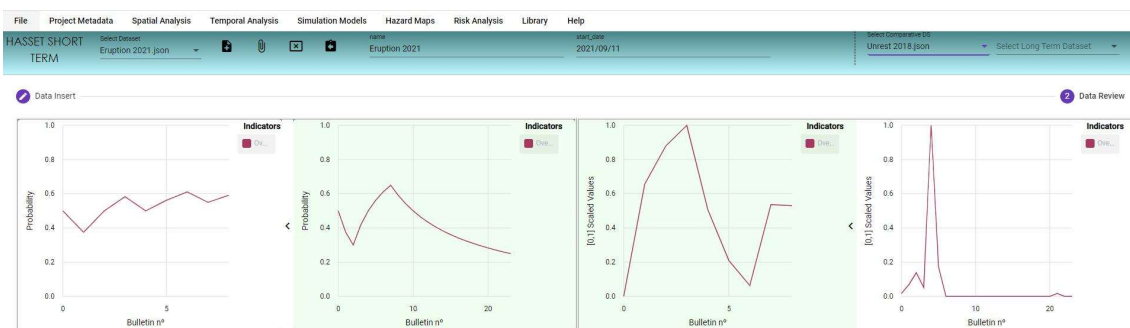 File Project Metadata Spatial Analysis Temporal Analysis Simulation Models Hazard Maps Risk Analysis Library Help
HASSET SHORT TERM
Select Dataset
Eruption 2021.json
name
Eruption 2021
start_date
2021/09/11
Select Comparative DS
Unrest 2018.json
Select Long Term Dataset
Data Insert
2 Data Review
Indicators
Ov...
Probability
1.0
0.8
0.6
0.4
0.2
0.0
0 5
Bulletin nº
Indicators
Ove...
Probability
1.0
0.8
0.6
0.4
0.2
0.0
0 10 20
Bulletin nº
Indicators
Ove...
[0,1] Scaled Values
1.0
0.8
0.6
0.4
0.2
0.0
0 5
Bulletin nº
Indicators
Ove...
[0,1] Scaled Values
1.0
0.8
0.6
0.4
0.2
0.0
0 10 20
Bulletin nº